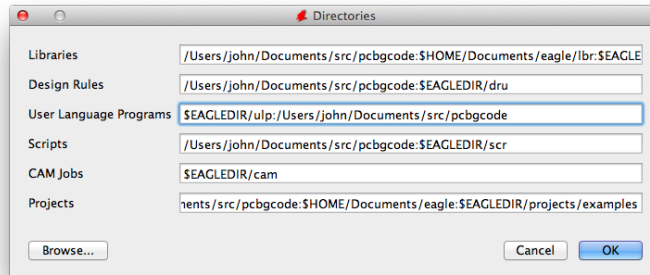 Directories
Libraries /Users/john/Documents/src/pcbgcode:$HOME/Documents/eagle/lbr:$EAGLE
Design Rules /Users/john/Documents/src/pcbgcode:$EAGLEDIR/dru
User Language Programs $EAGLEDIR/ulp:/Users/john/Documents/src/pcbgcode
Scripts /Users/john/Documents/src/pcbgcode:$EAGLEDIR/scr
CAM Jobs $EAGLEDIR/cam
Projects nents/src/pcbgcode:$HOME/Documents/eagle:$EAGLEDIR/projects/examples
Browse... Cancel OK